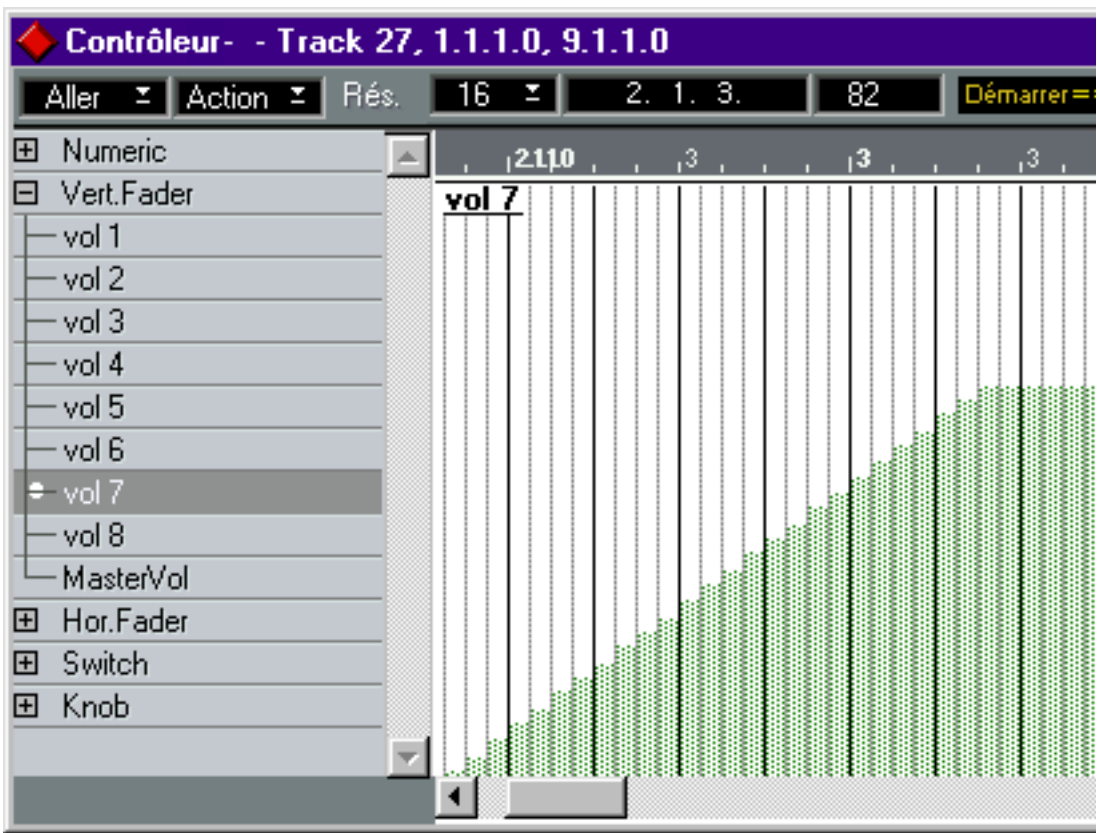 Contrôleur- - Track 27, 1.1.1.0, 9.1.1.0
Aller Action Rés. 16 2. 1. 3. 82 Démarrer=
Numeric
2.1.1.0 3 3 3
Vert.Fader
vol 7
vol 1
vol 2
vol 3
vol 4
vol 5
vol 6
vol 7
vol 8
MasterVol
Hor.Fader
Switch
Knob